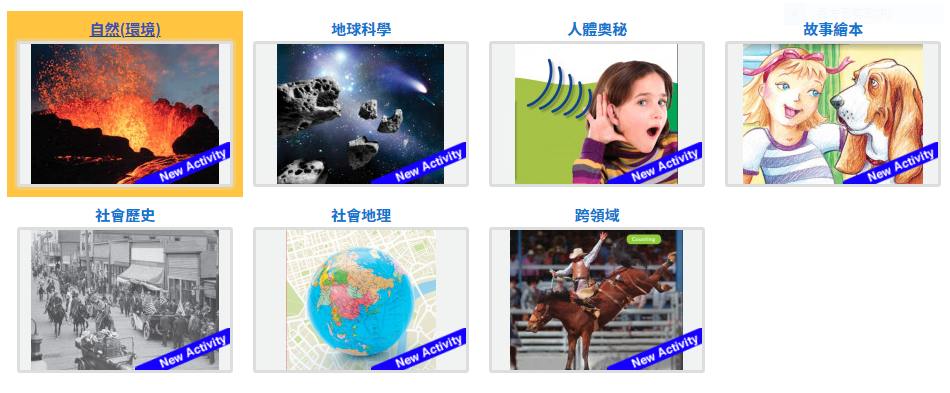 自然(環境)
地球科學
人體奧秘
故事繪本
New Activity
New Activity
New Activity
New Activity
社會歷史
社會地理
跨領域
Counting
New Activity
New Activity
New Activity